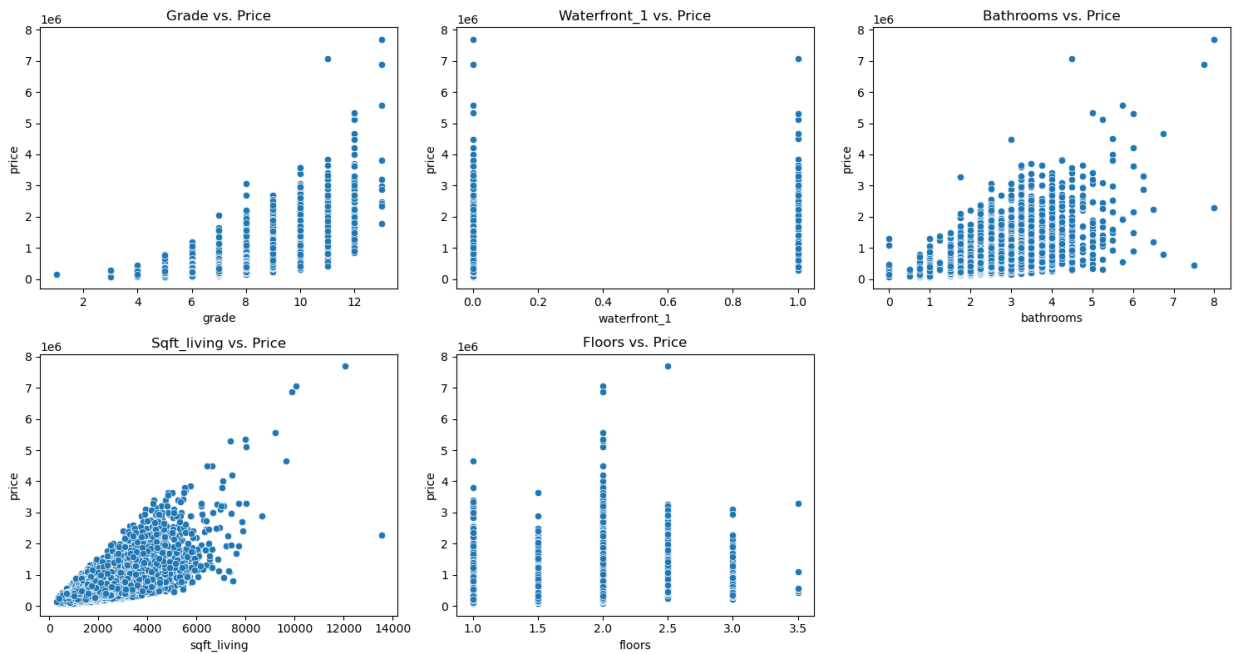 Grade vs. Price
1e6
8
7
6
5
4
3
2
1
0
price
2 4 6 8 10 12
grade
Waterfront_1 vs. Price
1e6
8
7
6
5
4
3
2
1
0
price
0.0 0.2 0.4 0.6 0.8 1.0
waterfront_1
Bathrooms vs. Price
1e6
8
7
6
5
4
3
2
1
0
price
0 1 2 3 4 5 6 7 8
bathrooms
Sqft_living vs. Price
1e6
8
7
6
5
4
3
2
1
0
price
0 2000 4000 6000 8000 10000 12000 14000
sqft_living
Floors vs. Price
1e6
8
7
6
5
4
3
2
1
0
price
1.0 1.5 2.0 2.5 3.0 3.5
floors